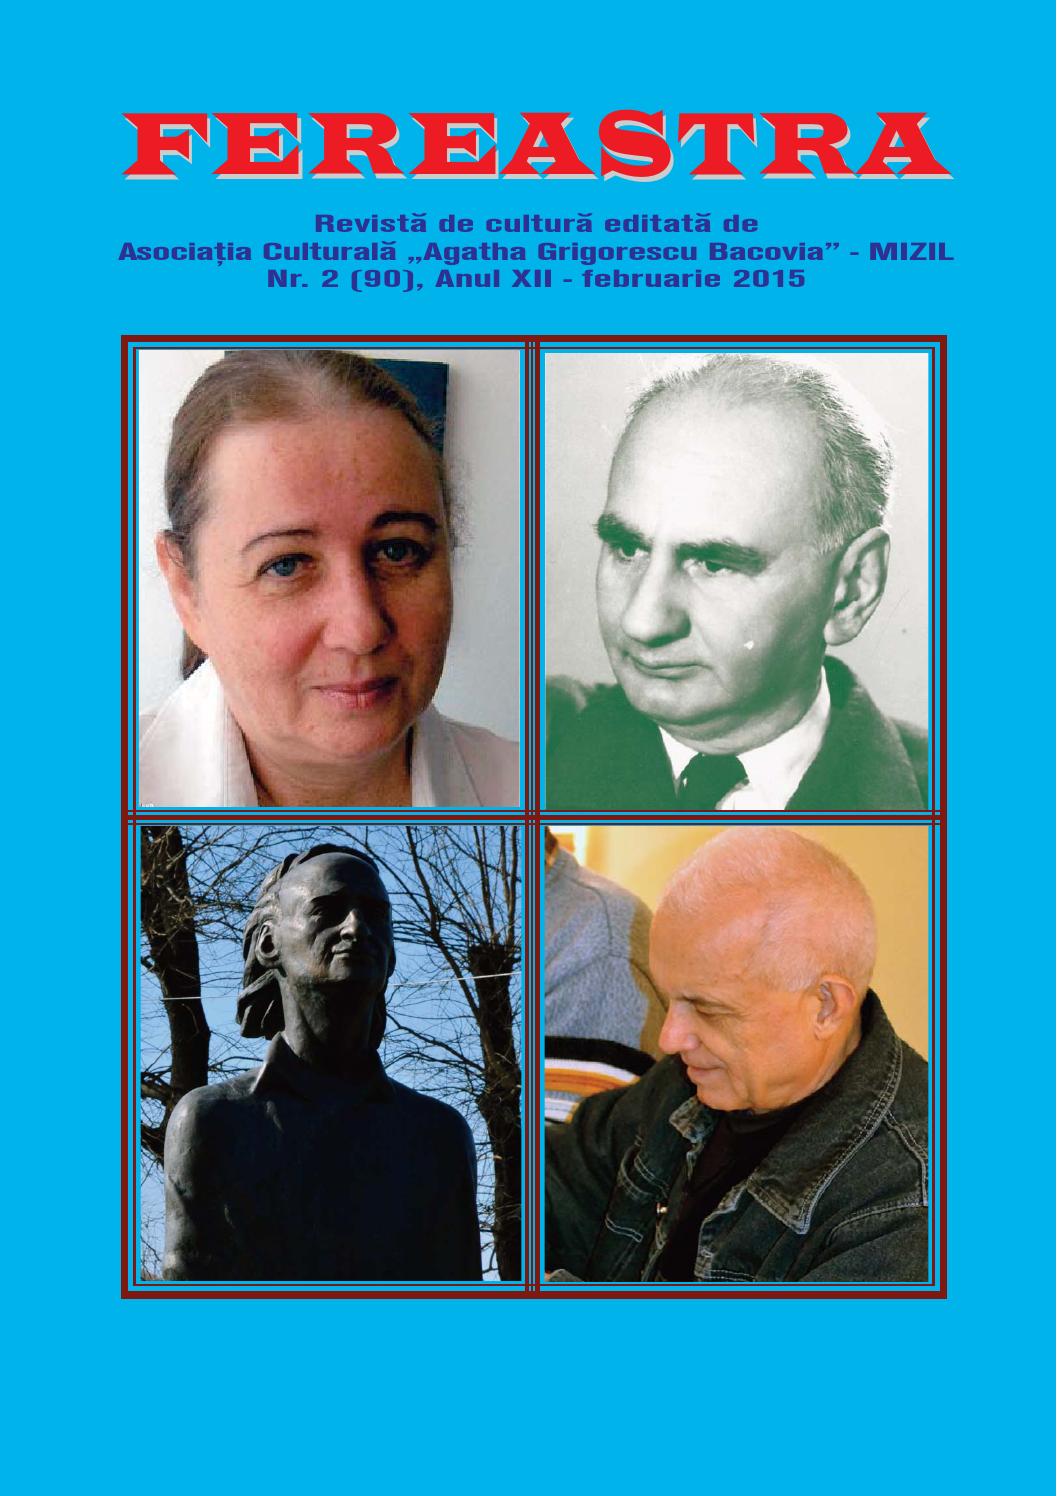 FEREASTRA
Revistă de cultură editată de
Asociația Culturală „Agatha Grigorescu Bacovia” - MIZIL
Nr. 2 (90), Anul XII - februarie 2015